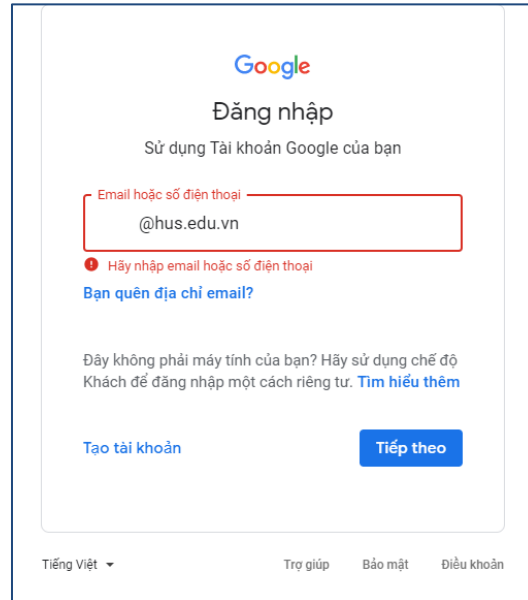 Google
Đăng nhập
Sử dụng Tài khoản Google của bạn
Email hoặc số điện thoại
@hus.edu.vn
Hãy nhập email hoặc số điện thoại
Bạn quên địa chỉ email?
Đây không phải máy tính của bạn? Hãy sử dụng chế độ
Khách để đăng nhập một cách riêng tư. Tìm hiểu thêm
Tạo tài khoản
Tiếp theo
Tiếng Việt
Trợ giúp
Bảo mật
Điều khoản